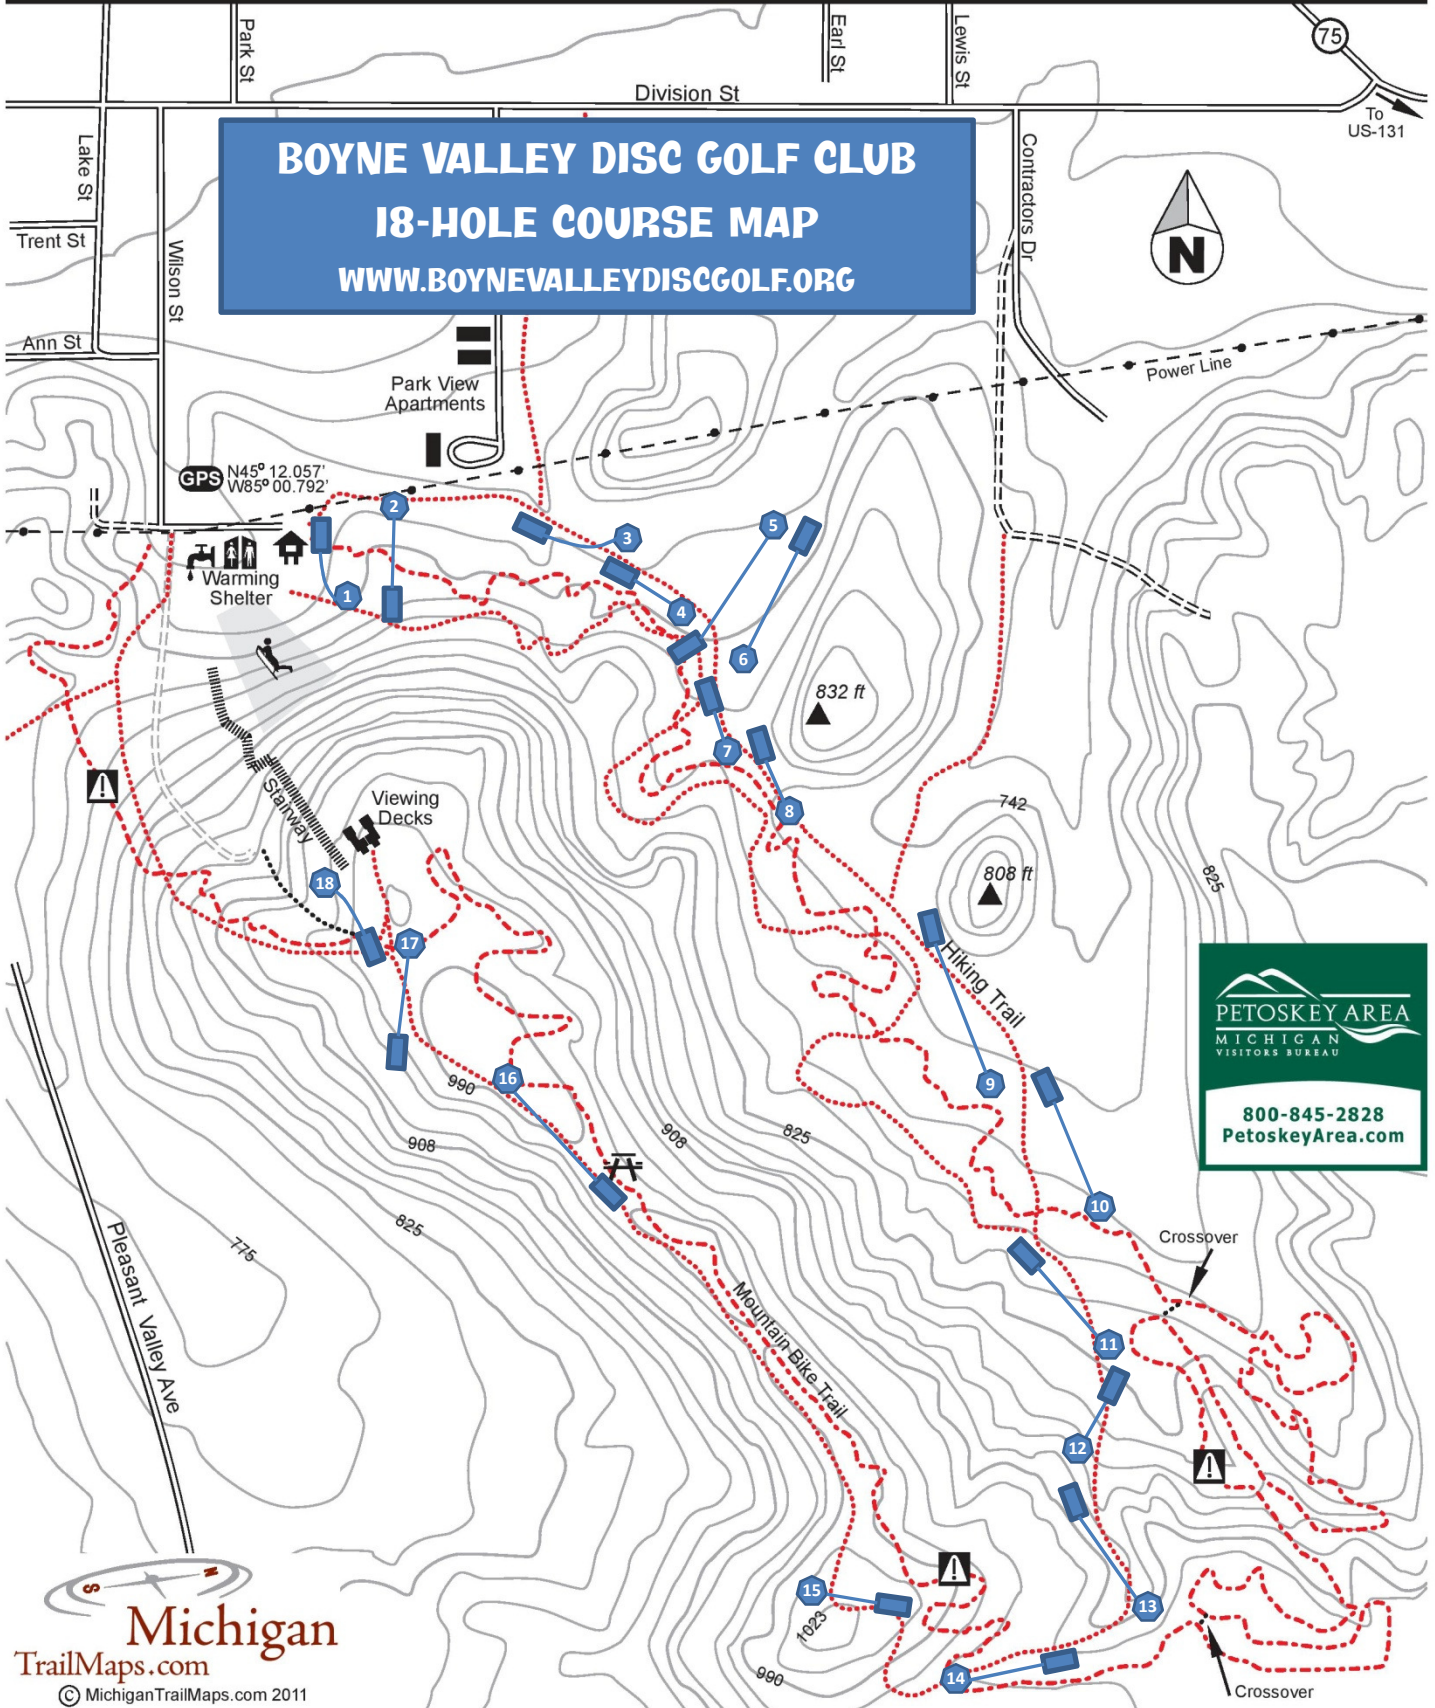 Park St
Earl St
Lewis St
75
Division St
To
US-131
Lake St
Contractors Dr
BOYNE VALLEY DISC GOLF CLUB
18-HOLE COURSE MAP
WWW.BOYNEVALLEYDISCGOLF.ORG
Trent St
Wilson St
N
Ann St
Power Line
Park View
Apartments
GPS
N45º 12.057'
W85º 00.792'
2
5
3
Warming
Shelter
1
4
6
832 ft
7
Stairway
Viewing
Decks
8
742
808 ft
825
18
17
Hiking Trail
PETOSKEY AREA
MICHIGAN
VISITORS BUREAU
800-845-2828
PetoskeyArea.com
16
990
9
908
908
825
10
825
775
Crossover
Pleasant Valley Ave
Mountain Bike Trail
11
12
15
13
1023
14
990
Crossover
S
N
Michigan
TrailMaps.com
© MichiganTrailMaps.com 2011